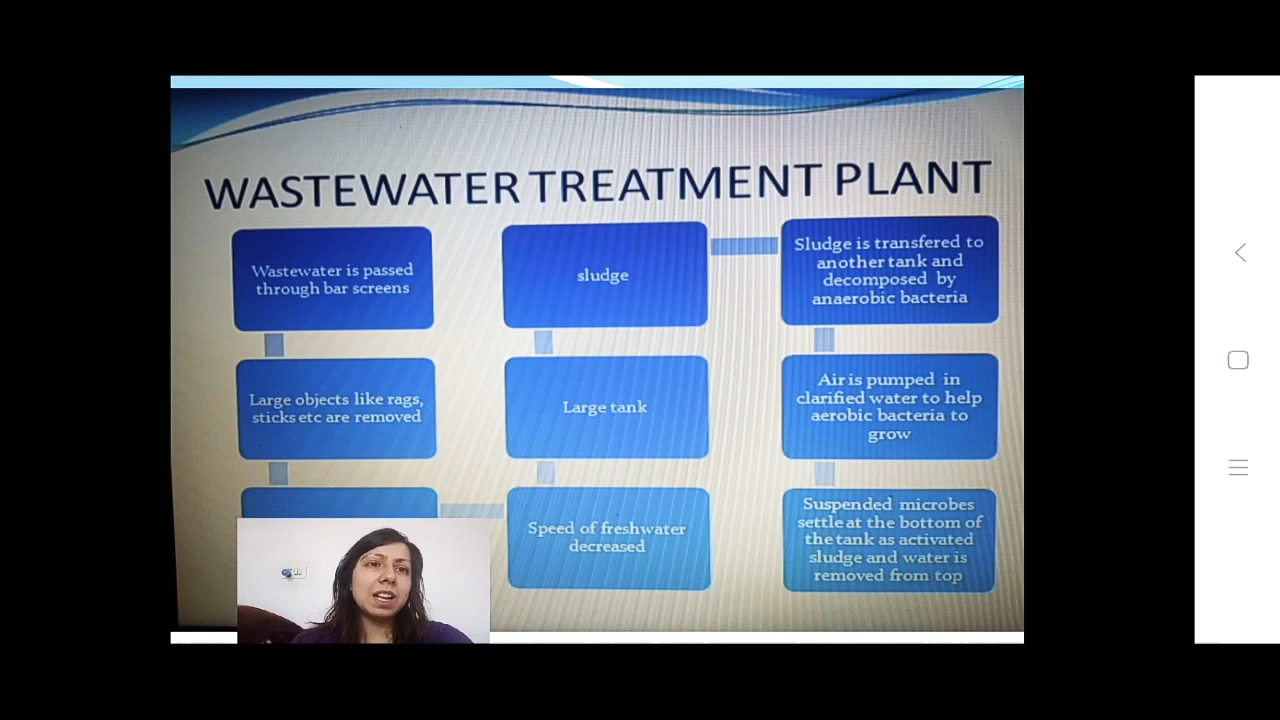 WASTEWATER TREATMENT PLANT
Wastewater is passed
through bar screens
Large objects like rags,
sticks etc are removed
Speed of freshwater
decreased
Large tank
sludge
Sludge is transfered to
another tank and
decomposed by
anaerobic bacteria
Air is pumped in
clarified water to help
aerobic bacteria to
grow
Suspended microbes
settle at the bottom of
the tank as activated
sludge and water is
removed from top